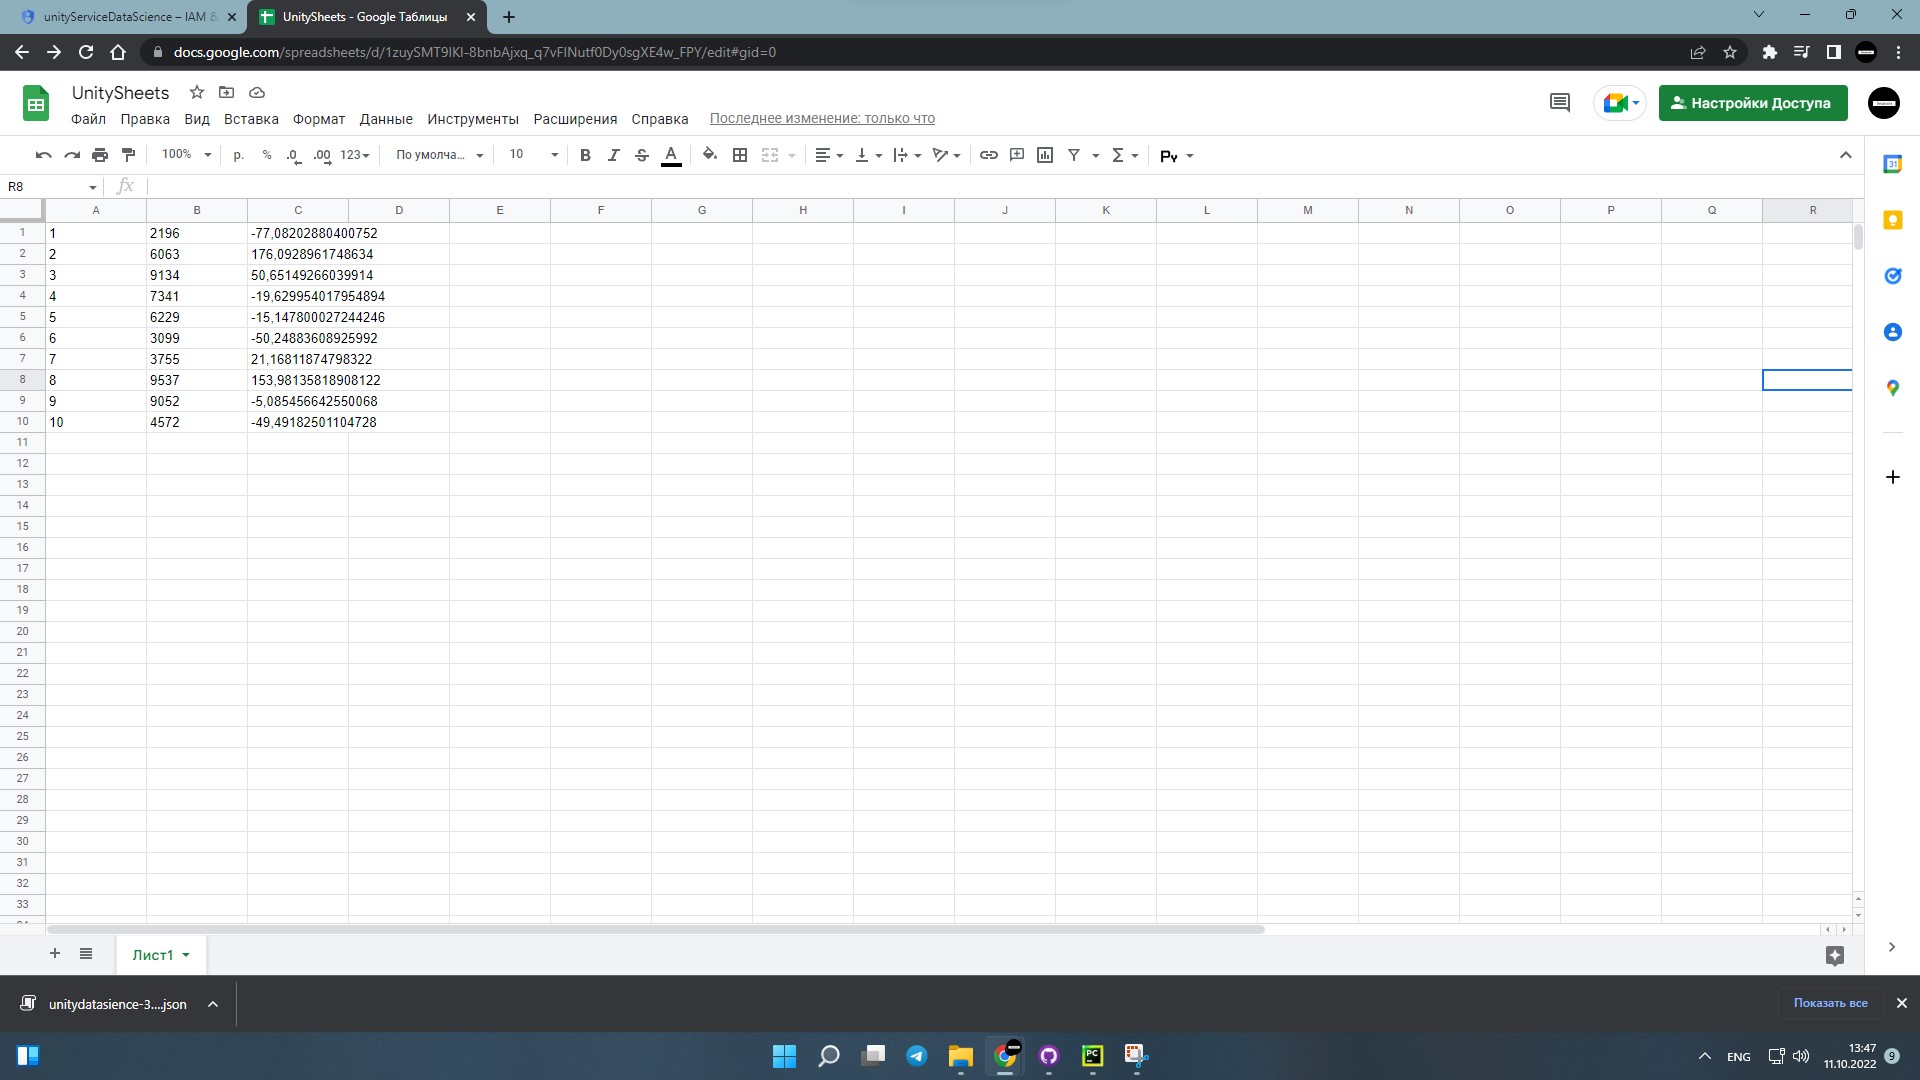 unityServiceDataScience – IAM &
UnitySheets - Google Таблицы
docs.google.com/spreadsheets/d/1zuySMT9IKI-8bnbAjxq_q7vFINutf0Dy0sgXE4w_FPY/edit#gid=0
UnitySheets
Настройки Доступа
Файл Правка Вид Вставка Формат Данные Инструменты Расширения Справка Последнее изменение: только что
100% р. % .0 .00 123 По умолча... 10 B I S A Σ Ру
R8 fx
A B C D E F G H I J K L M N O P Q R
1 1 2196 -77,08202880400752
2 2 6063 176,0928961748634
3 3 9134 50,65149266039914
4 4 7341 -19,629954017954894
5 5 6229 -15,147800027244246
6 6 3099 -50,24883608925992
7 7 3755 21,16811874798322
8 8 9537 153,98135818908122
9 9 9052 -5,085456642550068
10 10 4572 -49,49182501104728
11
12
13
14
15
16
17
18
19
20
21
22
23
24
25
26
27
28
29
30
31
32
33
31
Лист1
unitydatasience-3....json
Показать все
PC
ENG
13:47
11.10.2022
9